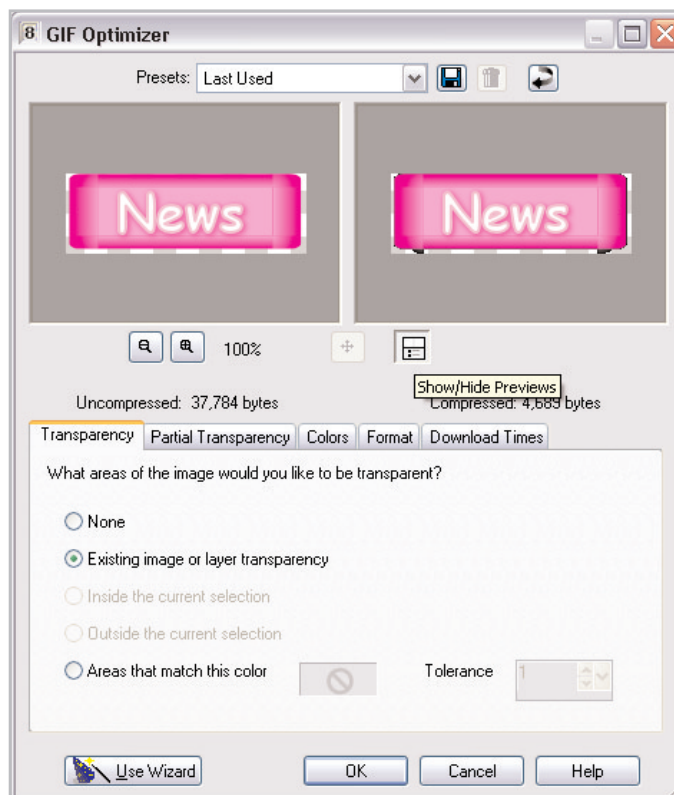 8 GIF Optimizer
Presets: Last Used
News News
100%
Show/Hide Previews
Uncompressed: 37,784 bytes Compressed: 4,689 bytes
Transparency Partial Transparency Colors Format Download Times
What areas of the image would you like to be transparent?
None
Existing image or layer transparency
Inside the current selection
Outside the current selection
Areas that match this color Tolerance 1
Use Wizard OK Cancel Help